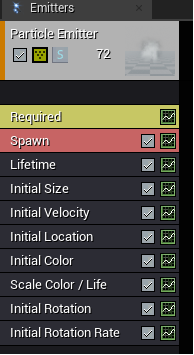 Emitters
Particle Emitter
S 72
Required
Spawn
Lifetime
Initial Size
Initial Velocity
Initial Location
Initial Color
Scale Color / Life
Initial Rotation
Initial Rotation Rate